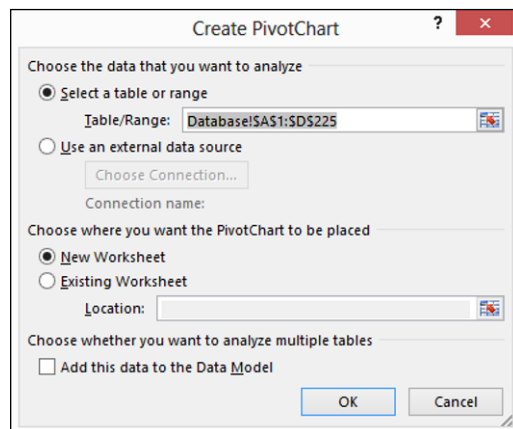 Create PivotChart
?
Choose the data that you want to analyze
Select a table or range
Table/Range: Database!$A$1:$D$225
Use an external data source
Choose Connection...
Connection name:
Choose where you want the PivotChart to be placed
New Worksheet
Existing Worksheet
Location:
Choose whether you want to analyze multiple tables
Add this data to the Data Model
OK Cancel